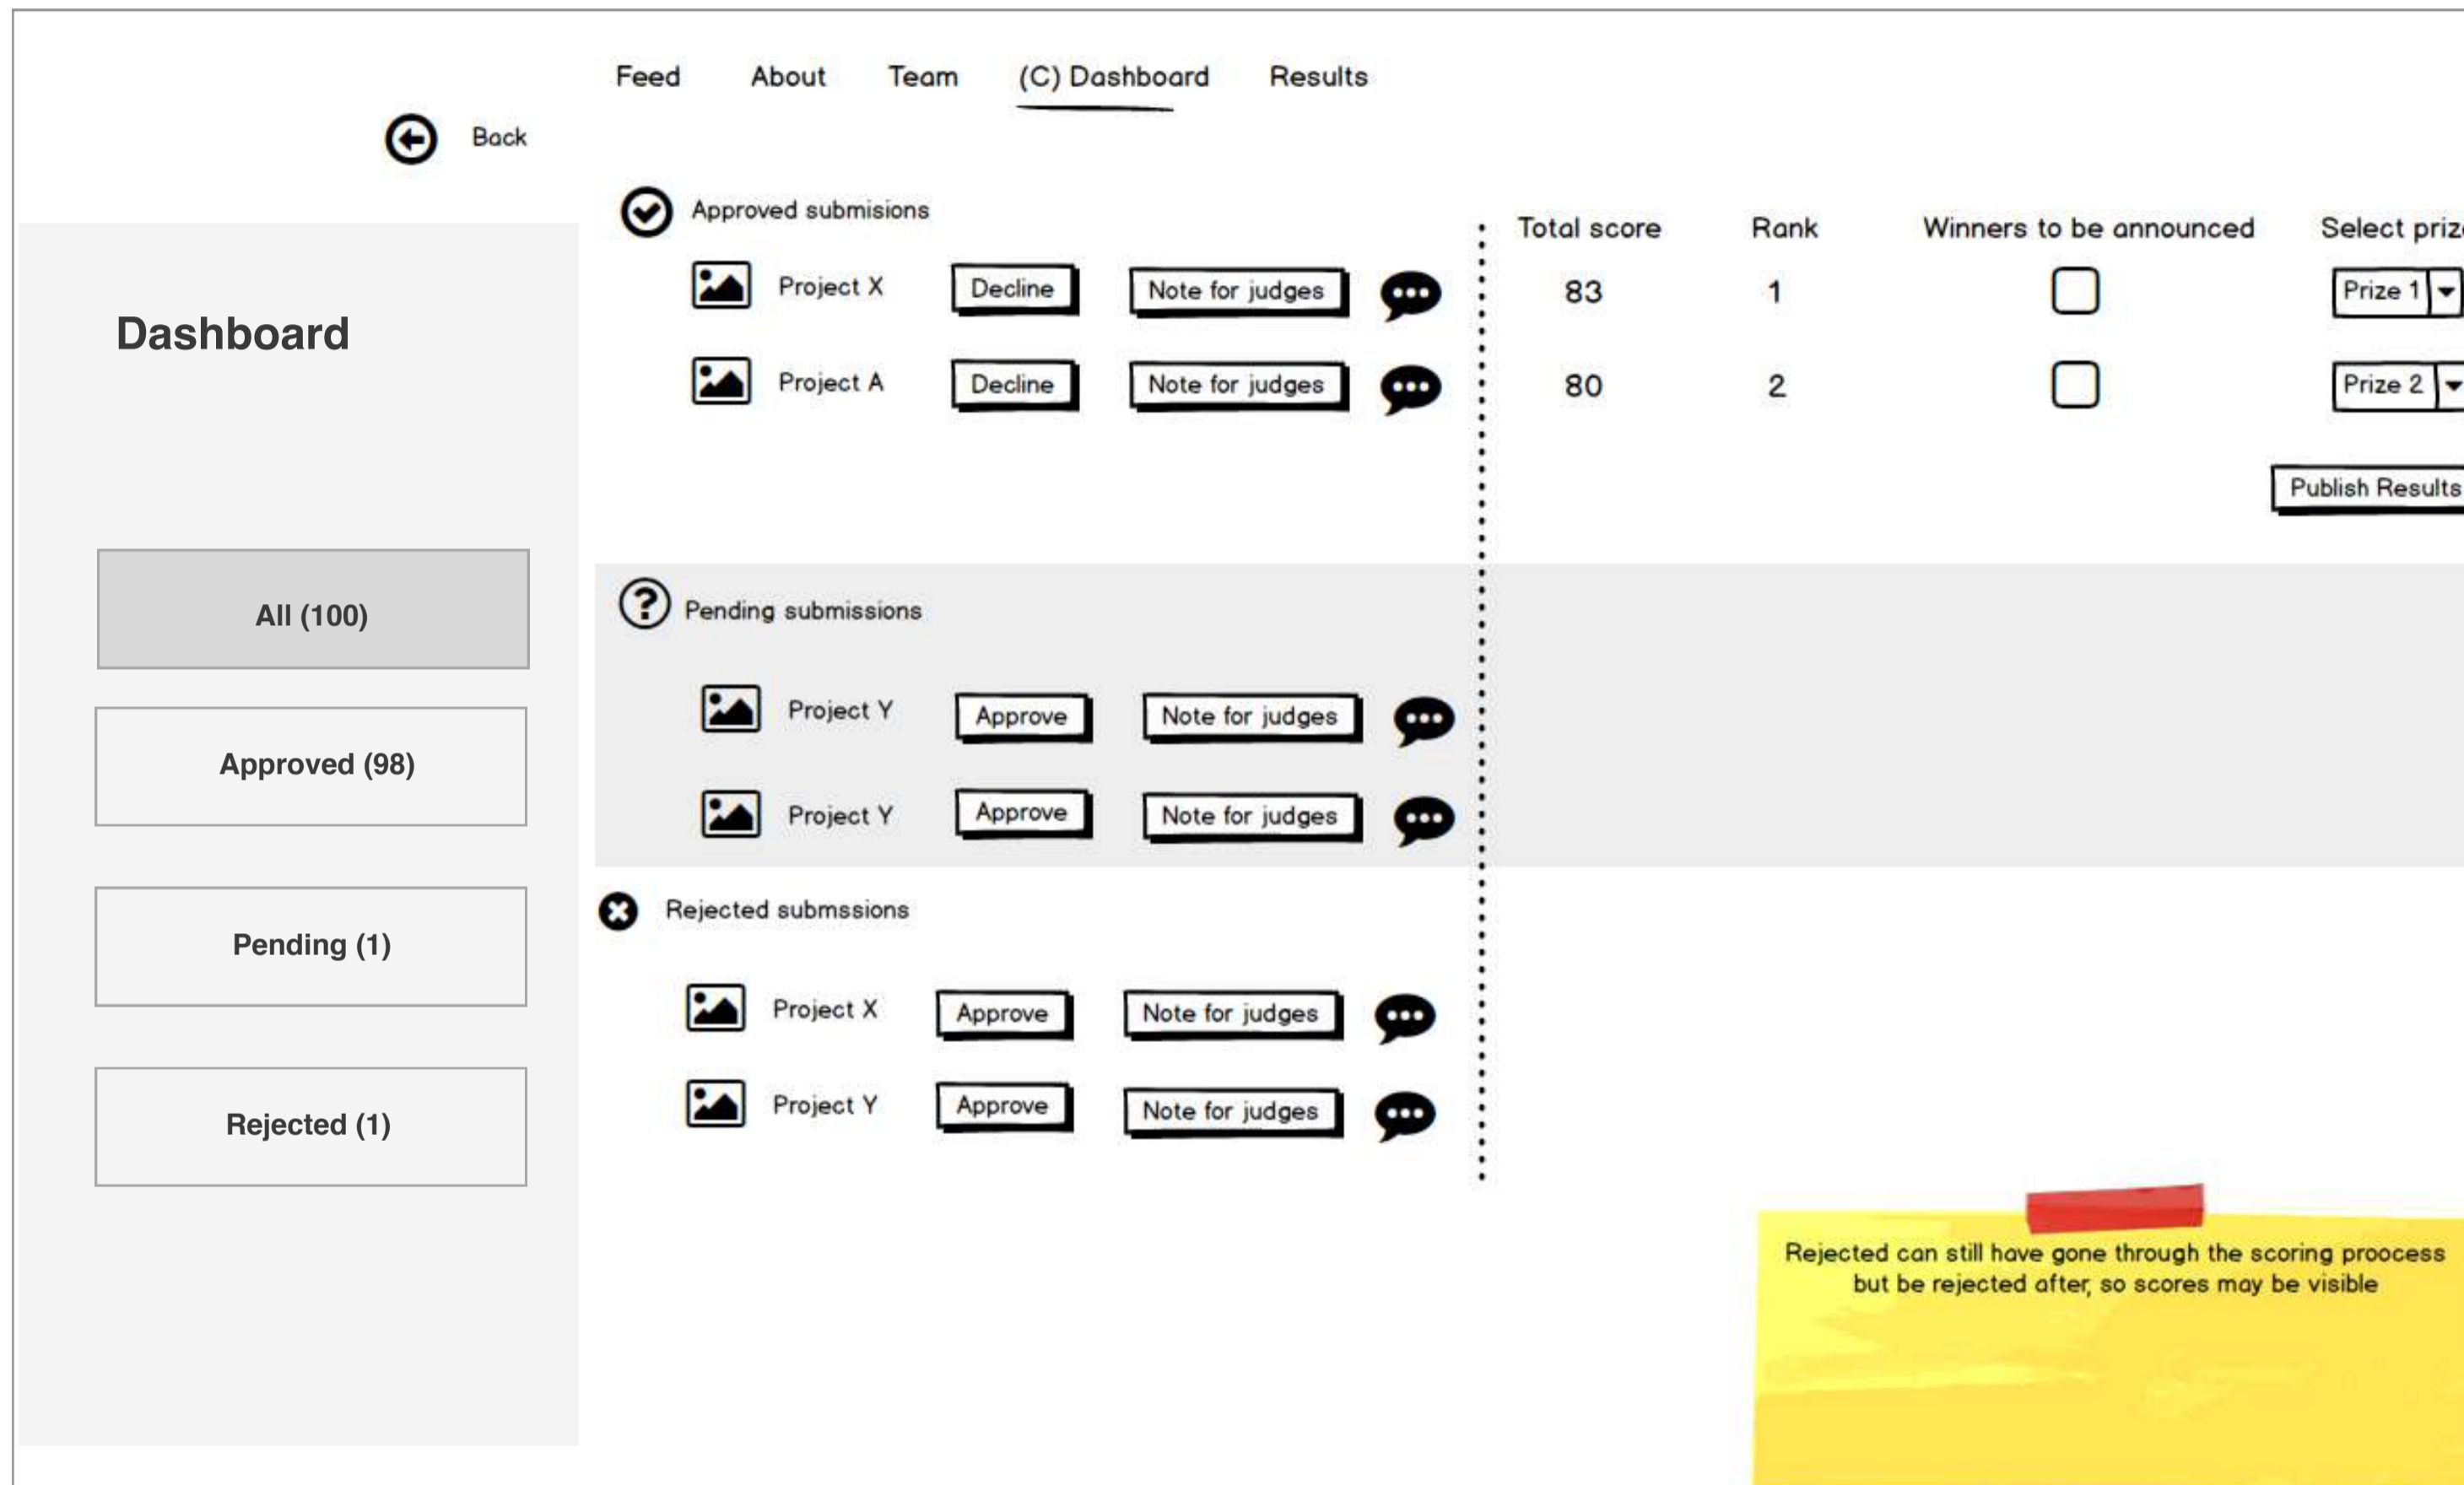 Feed About Team (C) Dashboard Results
Back
Dashboard
All (100)
Approved (98)
Pending (1)
Rejected (1)
Approved submisions
Total score Rank Winners to be announced Select priz
Project X Decline Note for judges 83 1 Prize 1
Project A Decline Note for judges 80 2 Prize 2
Publish Results
Pending submissions
Project Y Approve Note for judges
Project Y Approve Note for judges
Rejected submssions
Project X Approve Note for judges
Project Y Approve Note for judges
Rejected can still have gone through the scoring proocess
but be rejected after, so scores may be visible